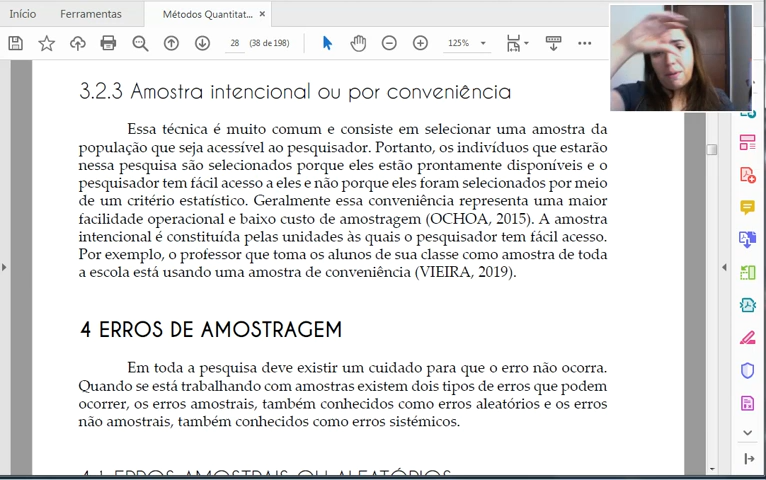 Início Ferramentas Métodos Quantitat... ×
28 (38 de 198) 125%
3.2.3 Amostra intencional ou por conveniência
Essa técnica é muito comum e consiste em selecionar uma amostra da
população que seja acessível ao pesquisador. Portanto, os indivíduos que estarão
nessa pesquisa são selecionados porque eles estão prontamente disponíveis e o
pesquisador tem fácil acesso a eles e não porque eles foram selecionados por meio
de um critério estatístico. Geralmente essa conveniência representa uma maior
facilidade operacional e baixo custo de amostragem (OCHOA, 2015). A amostra
intencional é constituída pelas unidades às quais o pesquisador tem fácil acesso.
Por exemplo, o professor que toma os alunos de sua classe como amostra de toda
a escola está usando uma amostra de conveniência (VIEIRA, 2019).
4 ERROS DE AMOSTRAGEM
Em toda a pesquisa deve existir um cuidado para que o erro não ocorra.
Quando se está trabalhando com amostras existem dois tipos de erros que podem
ocorrer, os erros amostrais, também conhecidos como erros aleatórios e os erros
não amostrais, também conhecidos como erros sistémicos.
4.1 ERROS AMOSTRAIS OU ALEATÓRIOS